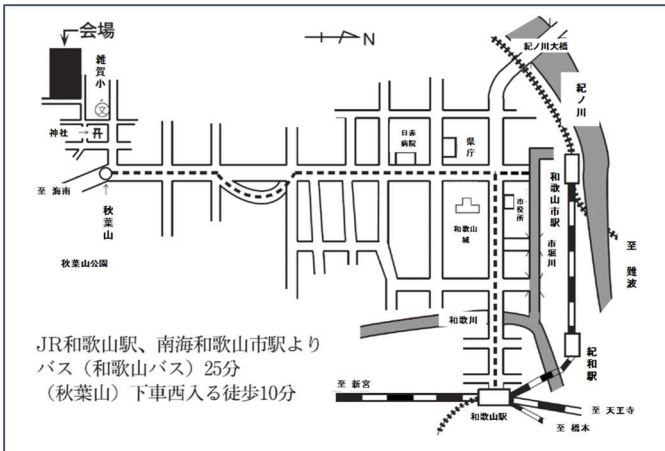 会場
雑賀小
文
神社
至 海南
秋葉山
秋葉山公園
N
紀ノ川大橋
紀ノ川
日赤病院
県庁
和歌山城
市役所
和歌山市駅
市堀川
至 難波
和歌川
紀和駅
至 新宮
和歌山駅
至 天王寺
至 橋本
JR和歌山駅、南海和歌山市駅より
バス（和歌山バス）25分
（秋葉山）下車西入る徒歩10分